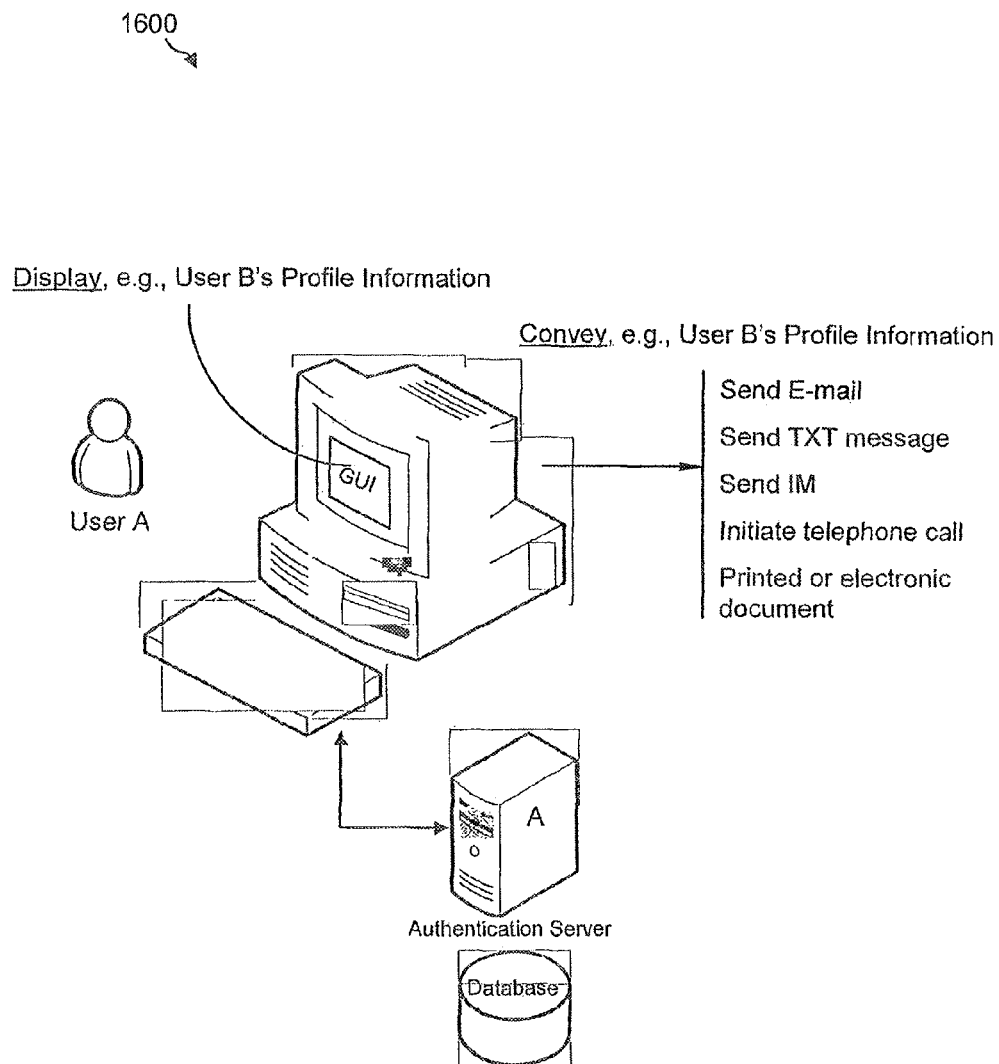 1600
Display, e.g., User B's Profile Information
Convey, e.g., User B's Profile Information
Send E-mail
Send TXT message
Send IM
Initiate telephone call
Printed or electronic
document
GUI
User A
A
Authentication Server
Database